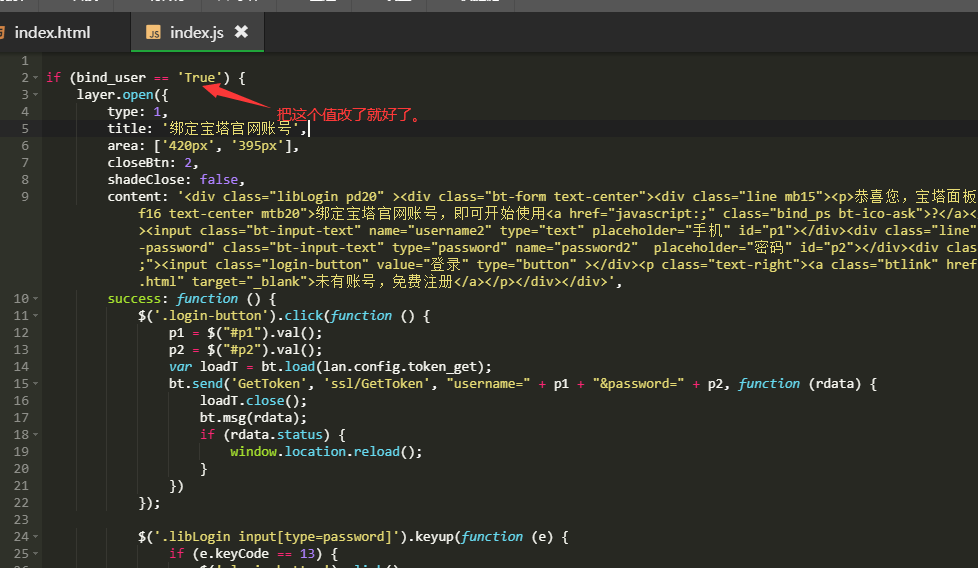 index.html
JS index.js ✖
1
2 if (bind_user == 'True') {
3 layer.open({
4 type: 1,
把这个值改了就好了。
5 title: '绑定宝塔官网账号',
6 area: ['420px', '395px'],
7 closeBtn: 2,
8 shadeClose: false,
9 content: '<div class="libLogin pd20" ><div class="bt-form text-center"><div class="line mb15"><p>恭喜您，宝塔面板
f16 text-center mtb20">绑定宝塔官网账号，即可开始使用<a href="javascript:;" class="bind_ps bt-ico-ask">?</a><
><input class="bt-input-text" name="username2" type="text" placeholder="手机" id="p1"></div><div class="line"
-password" class="bt-input-text" type="password" name="password2"  placeholder="密码" id="p2"></div><div clas
;"><input class="login-button" value="登录" type="button" ></div><p class="text-right"><a class="btlink" href
.html" target="_blank">未有账号，免费注册</a></p></div></div>',
10 success: function () {
11 $('.login-button').click(function () {
12 p1 = $("#p1").val();
13 p2 = $("#p2").val();
14 var loadT = bt.load(lan.config.token_get);
15 bt.send('GetToken', 'ssl/GetToken', "username=" + p1 + "&password=" + p2, function (rdata) {
16 loadT.close();
17 bt.msg(rdata);
18 if (rdata.status) {
19 window.location.reload();
20 }
21 })
22 });
23
24 $('.libLogin input[type=password]').keyup(function (e) {
25 if (e.keyCode == 13) {